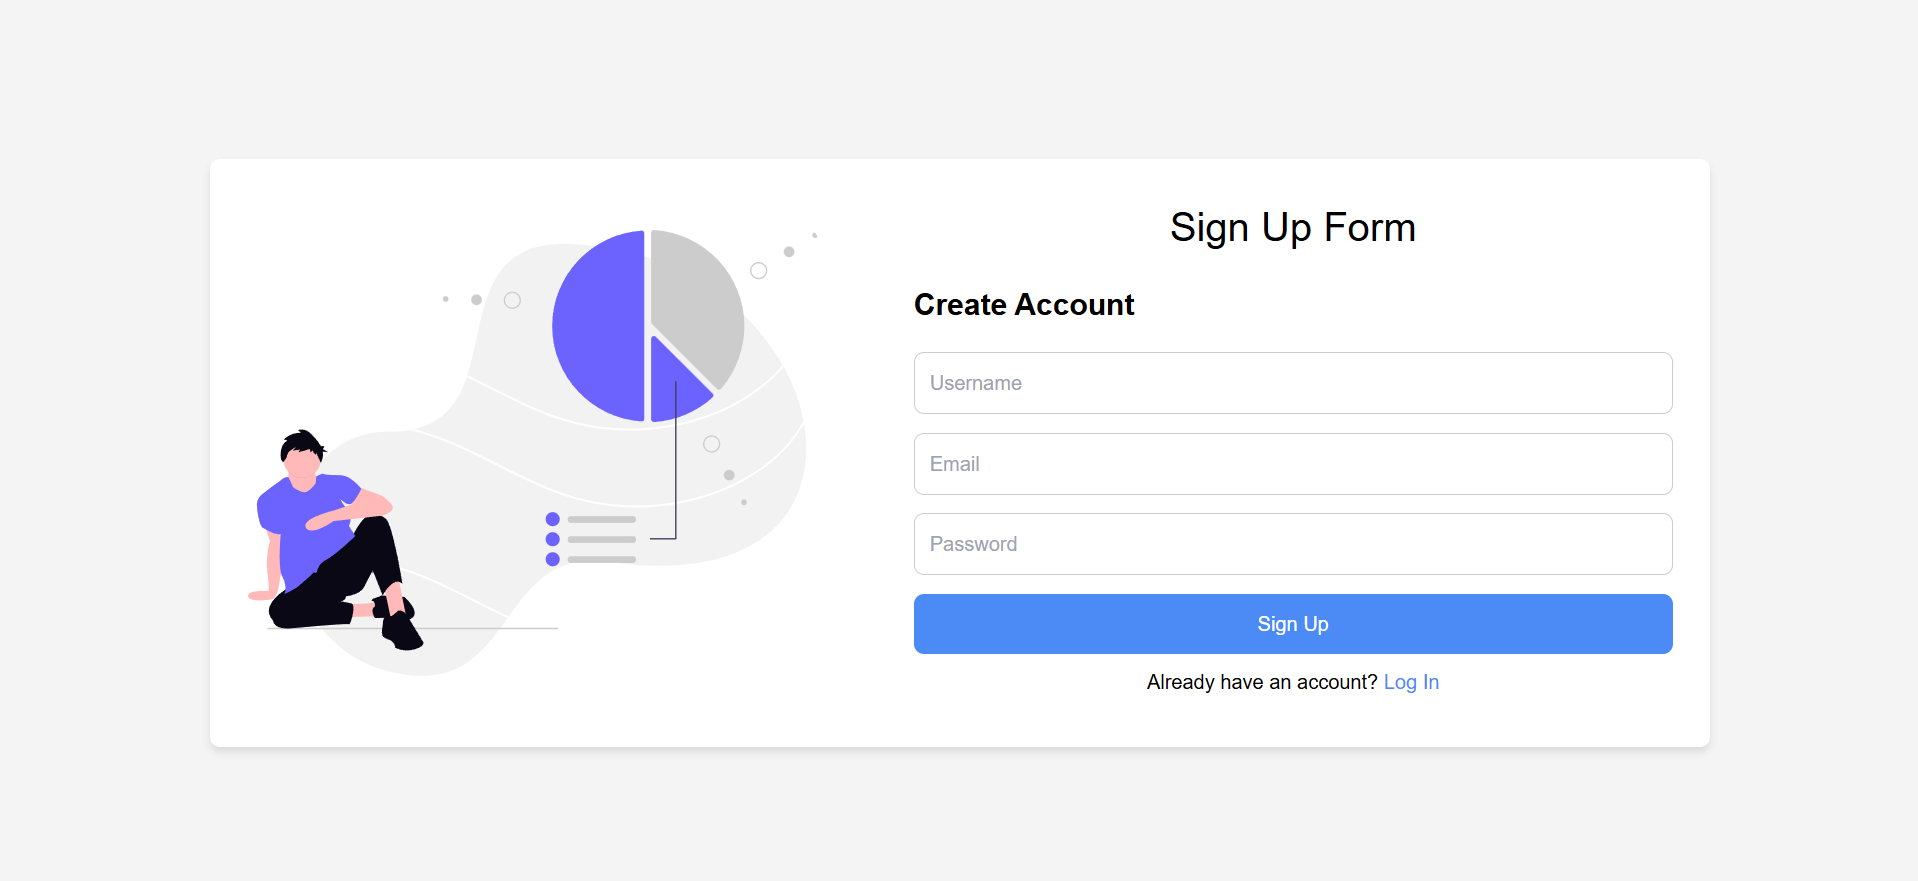 Sign Up Form
Create Account
Username
Email
Password
Sign Up
Already have an account? Log In